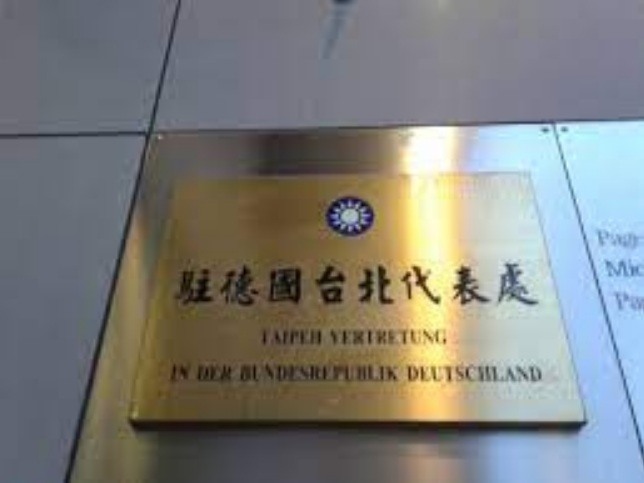 駐德國台北代表處
TAIPEH VERTRETUNG
IN DER BUNDESREPUBLIK DEUTSCHLAND